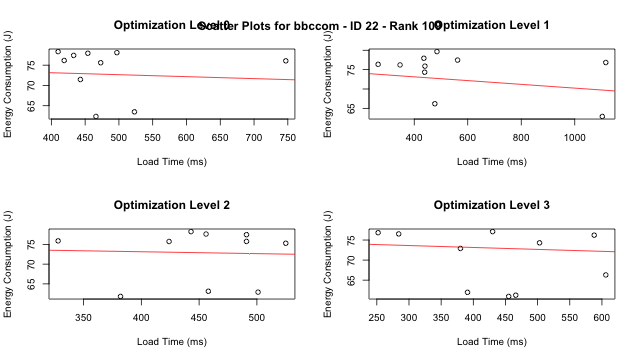 Scatter Plots for bbccom - ID 22 - Rank 103
Optimization Level 0
Energy Consumption (J)
75
70
65
400 450 500 550 600 650 700 750
Load Time (ms)
Optimization Level 1
Energy Consumption (J)
75
65
400 600 800 1000
Load Time (ms)
Optimization Level 2
Energy Consumption (J)
75
70
65
350 400 450 500
Load Time (ms)
Optimization Level 3
Energy Consumption (J)
75
70
65
250 300 350 400 450 500 550 600
Load Time (ms)